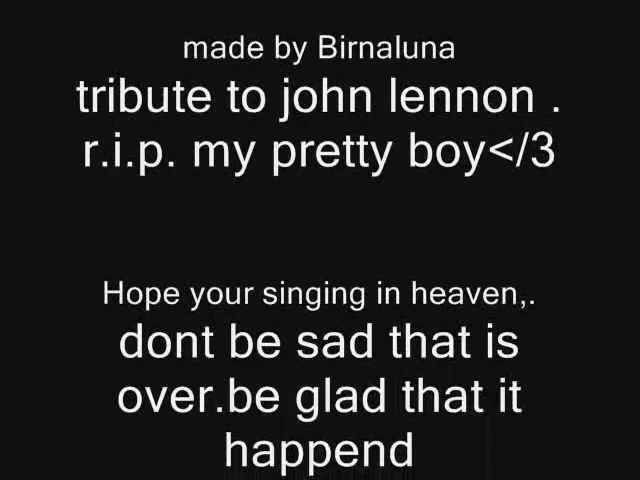 made by Birnaluna
tribute to john lennon .
r.i.p. my pretty boy</3
Hope your singing in heaven,.
dont be sad that is
over.be glad that it
happend